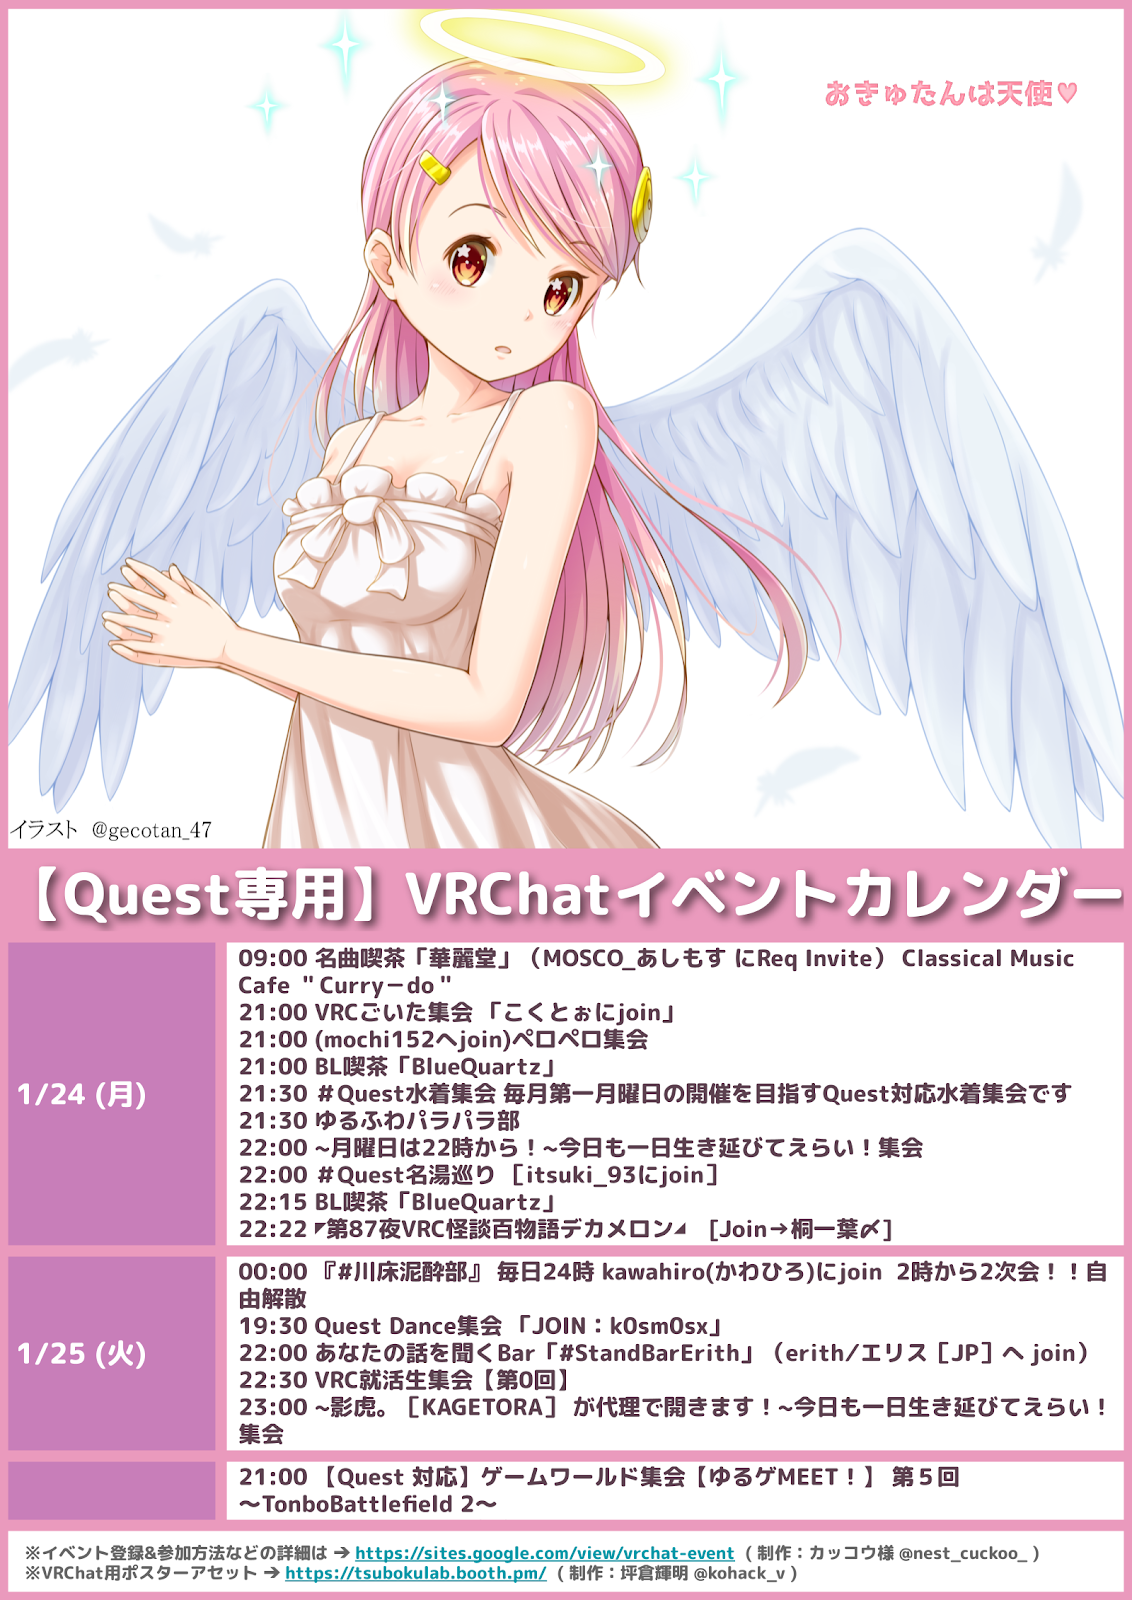 おきゅたんは天使♥
イラスト @gecotan_47
【Quest専用】VRChatイベントカレンダー
1/24 (月)
09:00 名曲喫茶「華麗堂」（MOSCO_あしもす にReq Invite） Classical Music
Cafe ＂Curry－do＂
21:00 VRCごいた集会 「こくとぉにjoin」
21:00 (mochi152へjoin)ペロペロ集会
21:00 BL喫茶「BlueQuartz」
21:30 ＃Quest水着集会 毎月第一月曜日の開催を目指すQuest対応水着集会です
21:30 ゆるふわパラパラ部
22:00 ~月曜日は22時から！~今日も一日生き延びてえらい！集会
22:00 ＃Quest名湯巡り ［itsuki_93にjoin］
22:15 BL喫茶「BlueQuartz」
22:22 ◤第87夜VRC怪談百物語デカメロン◢ [Join→桐一葉〆]
1/25 (火)
00:00 『#川床泥酔部』 毎日24時 kawahiro(かわひろ)にjoin 2時から2次会！！自
由解散
19:30 Quest Dance集会 「JOIN：k0sm0sx」
22:00 あなたの話を聞くBar「#StandBarErith」（erith/エリス［JP］へ join）
22:30 VRC就活生集会【第0回】
23:00 ~影虎。［KAGETORA］ が代理で開きます！~今日も一日生き延びてえらい！
集会
21:00 【Quest 対応】ゲームワールド集会【ゆるゲMEET！】 第５回
～TonboBattlefield 2～
※イベント登録&参加方法などの詳細は → https://sites.google.com/view/vrchat-event ( 制作：カッコウ様 @nest_cuckoo_ )
※VRChat用ポスターアセット → https://tsubokulab.booth.pm/ ( 制作：坪倉輝明 @kohack_v )